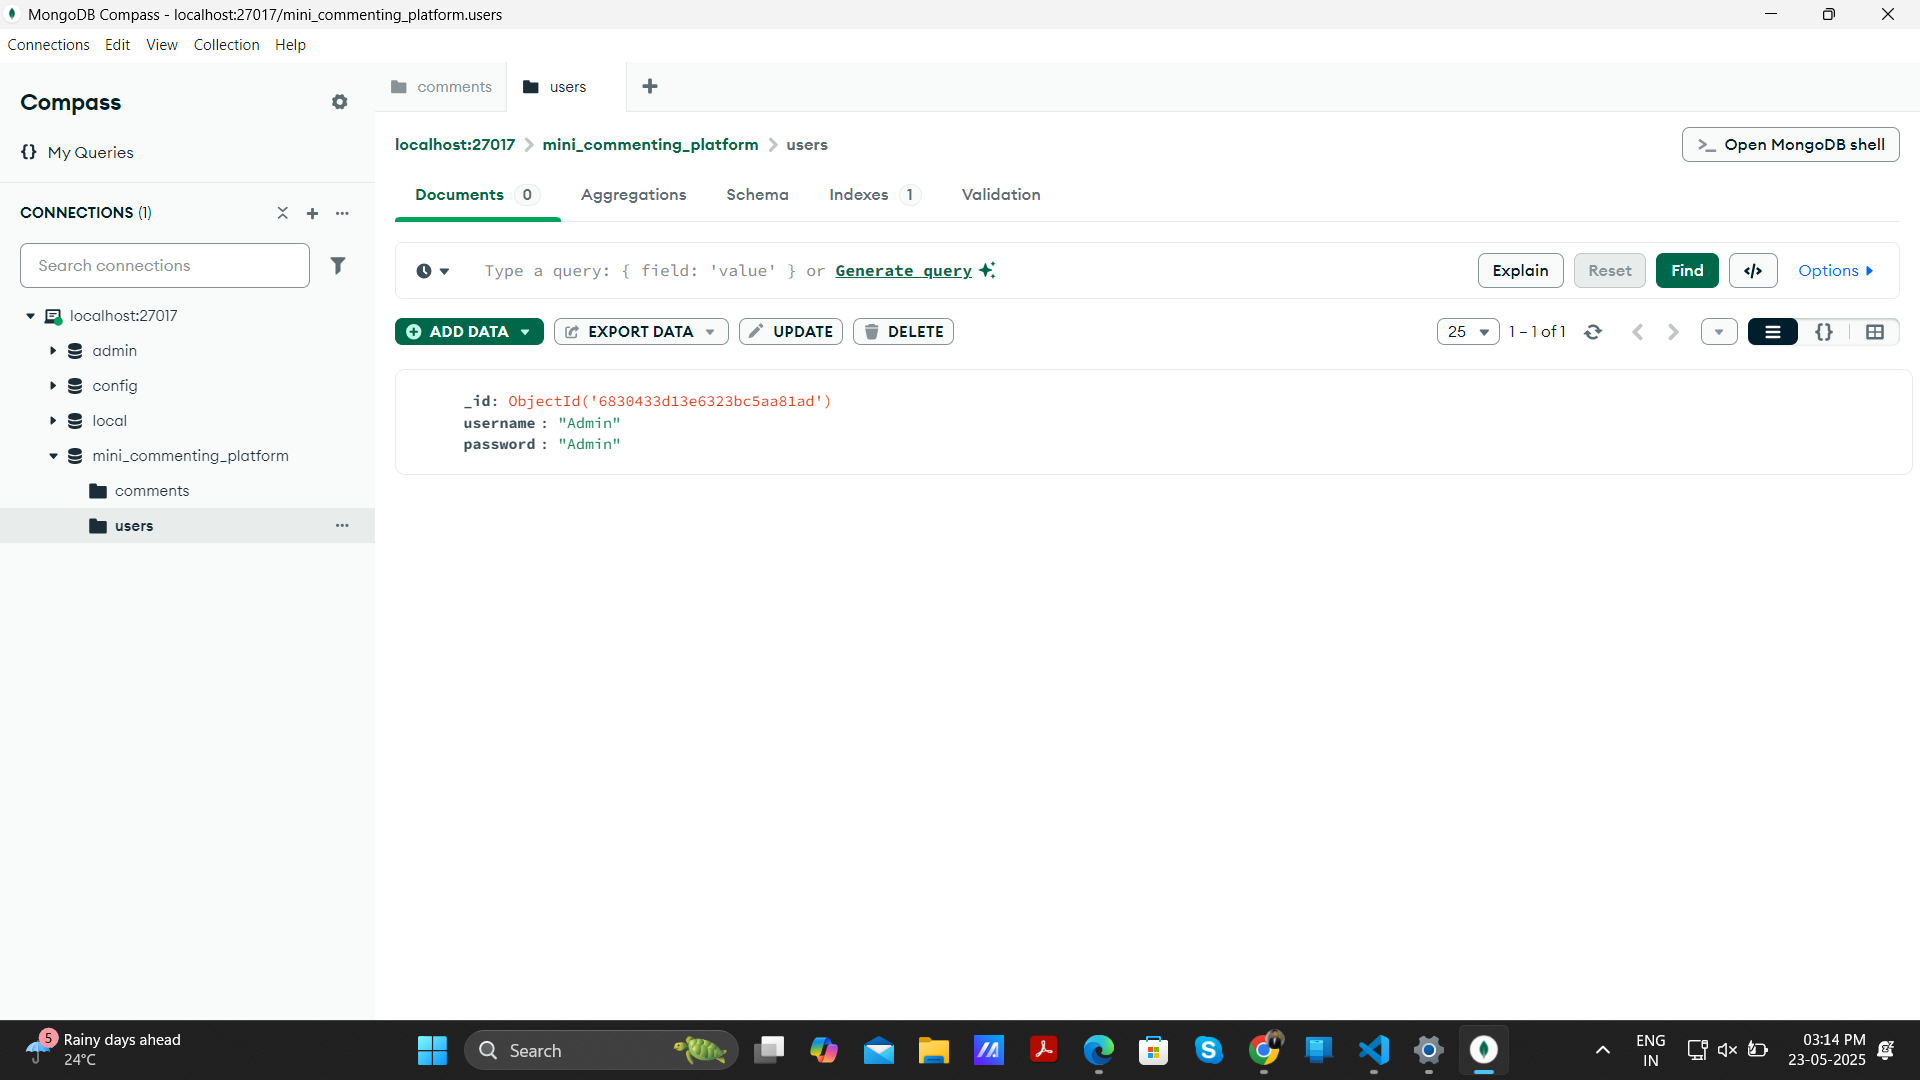 MongoDB Compass - localhost:27017/mini_commenting_platform.users
Connections Edit View Collection Help
Compass
{} My Queries
CONNECTIONS (1)
Search connections
localhost:27017
admin
config
local
mini_commenting_platform
comments
users
comments users
localhost:27017 > mini_commenting_platform > users
>_ Open MongoDB shell
Documents 0 Aggregations Schema Indexes 1 Validation
Type a query: { field: 'value' } or Generate query
Explain Reset Find </> Options
ADD DATA EXPORT DATA UPDATE DELETE
25 1 – 1 of 1 {}
_id: ObjectId('6830433d13e6323bc5aa81ad')
username : "Admin"
password : "Admin"
5 Rainy days ahead
24°C
Search
ENG
IN
03:14 PM
23-05-2025